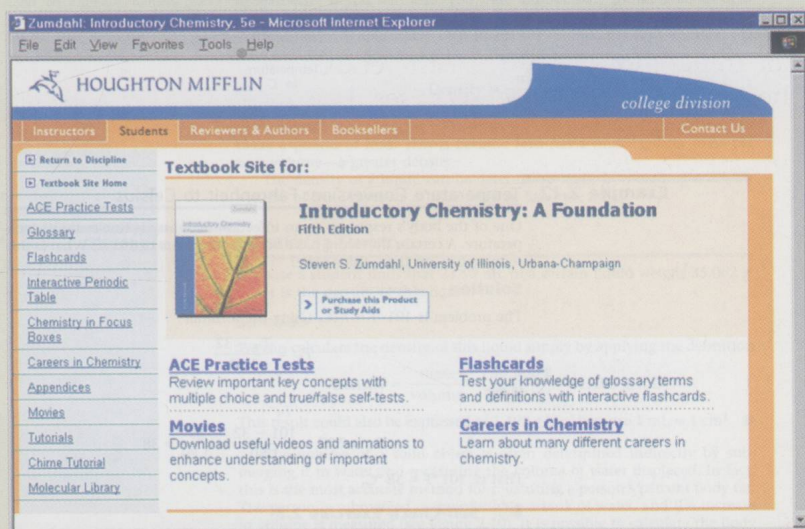 Zumdahl: Introductory Chemistry, 5e - Microsoft Internet Explorer
File Edit View Favorites Tools Help
HOUGHTON MIFFLIN
college division
Instructors Students Reviewers & Authors Booksellers Contact Us
Return to Discipline
Textbook Site Home
ACE Practice Tests
Glossary
Flashcards
Interactive Periodic
Table
Chemistry in Focus
Boxes
Careers in Chemistry
Appendices
Movies
Tutorials
Chime Tutorial
Molecular Library
Textbook Site for:
Introductory Chemistry
Introductory Chemistry: A Foundation
Fifth Edition
Steven S. Zumdahl, University of Illinois, Urbana-Champaign
Purchase this Product
or Study Aids
ACE Practice Tests
Review important key concepts with
multiple choice and true/false self-tests.
Flashcards
Test your knowledge of glossary terms
and definitions with interactive flashcards.
Movies
Download useful videos and animations to
enhance understanding of important
concepts.
Careers in Chemistry
Learn about many different careers in
chemistry.